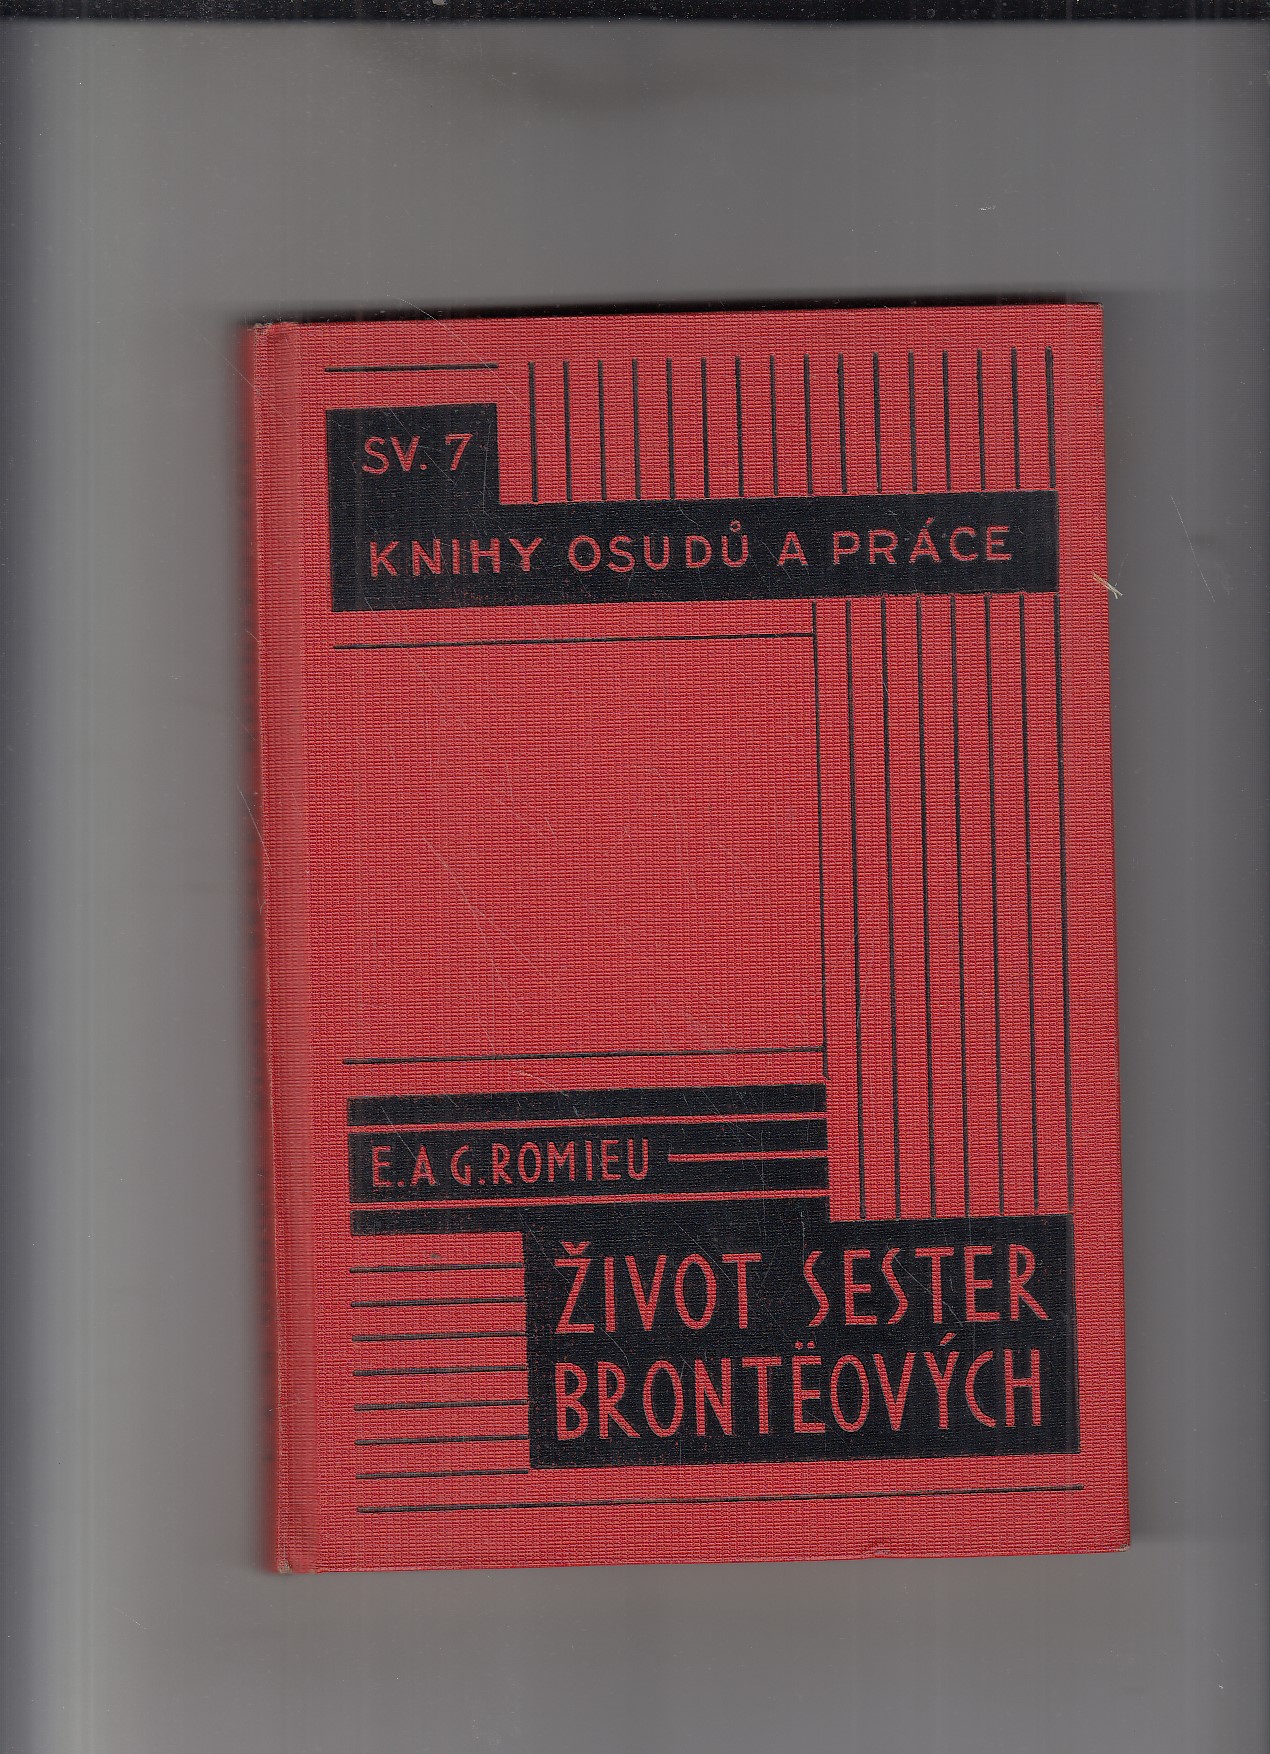 SV. 7
KNIHY OSUDŮ A PRÁCE
E. A G. ROMIEU
ŽIVOT SESTER
BRONTËOVÝCH